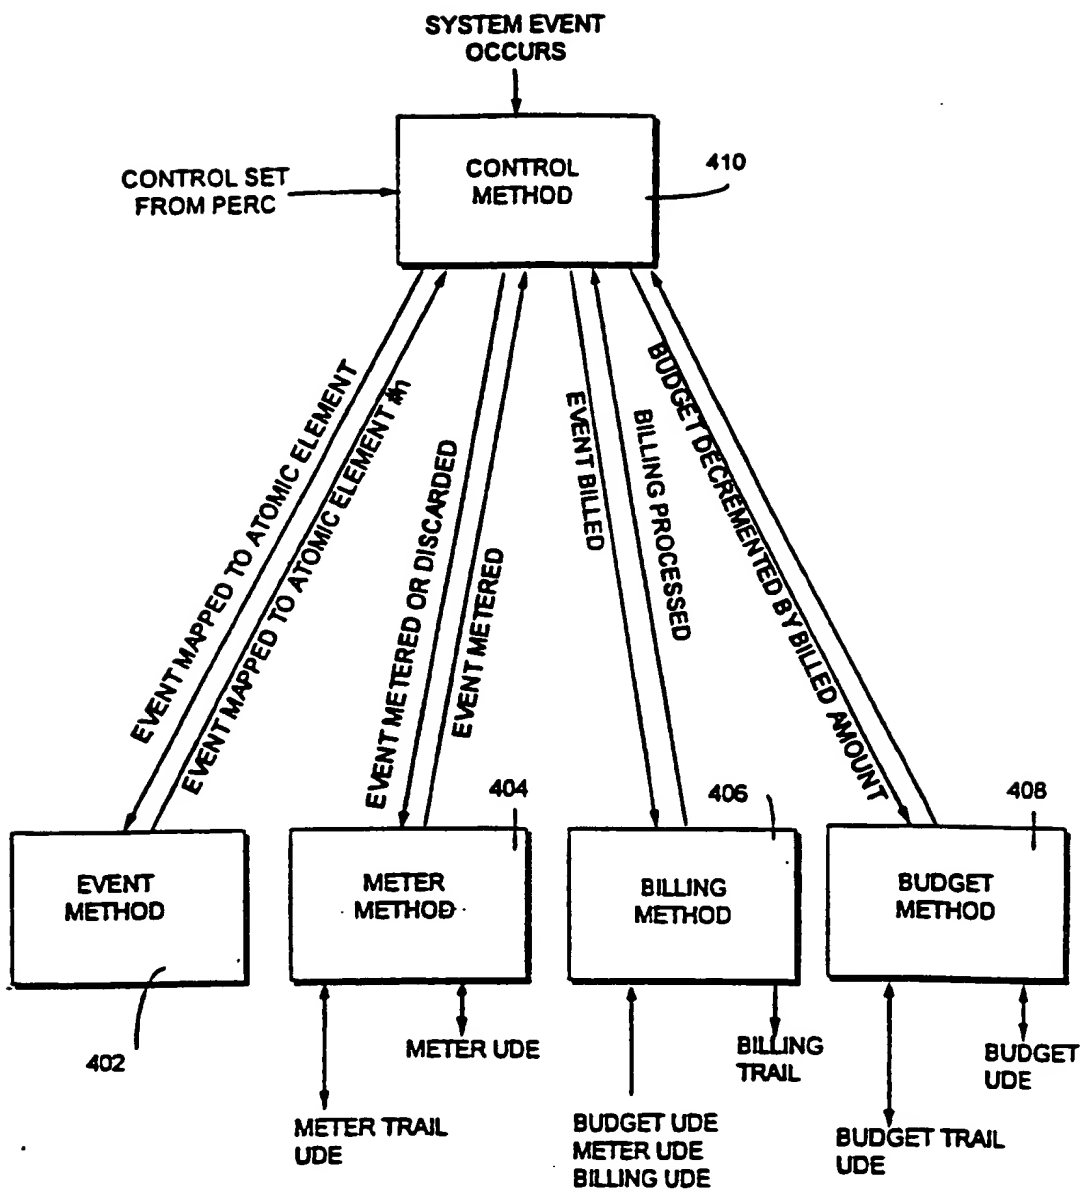 SYSTEM EVENT
OCCURS
CONTROL
METHOD
410
CONTROL SET
FROM PERC
EVENT MAPPED TO ATOMIC ELEMENT
EVENT MAPPED TO ATOMIC ELEMENT #n
EVENT METERED OR DISCARDED
EVENT METERED
EVENT BILLED
BILLING PROCESSED
BUDGET DECREMENTED BY BILLED AMOUNT
404
406
408
EVENT
METHOD
METER
METHOD
BILLING
METHOD
BUDGET
METHOD
402
METER UDE
METER TRAIL
UDE
BILLING
TRAIL
BUDGET UDE
METER UDE
BILLING UDE
BUDGET
UDE
BUDGET TRAIL
UDE